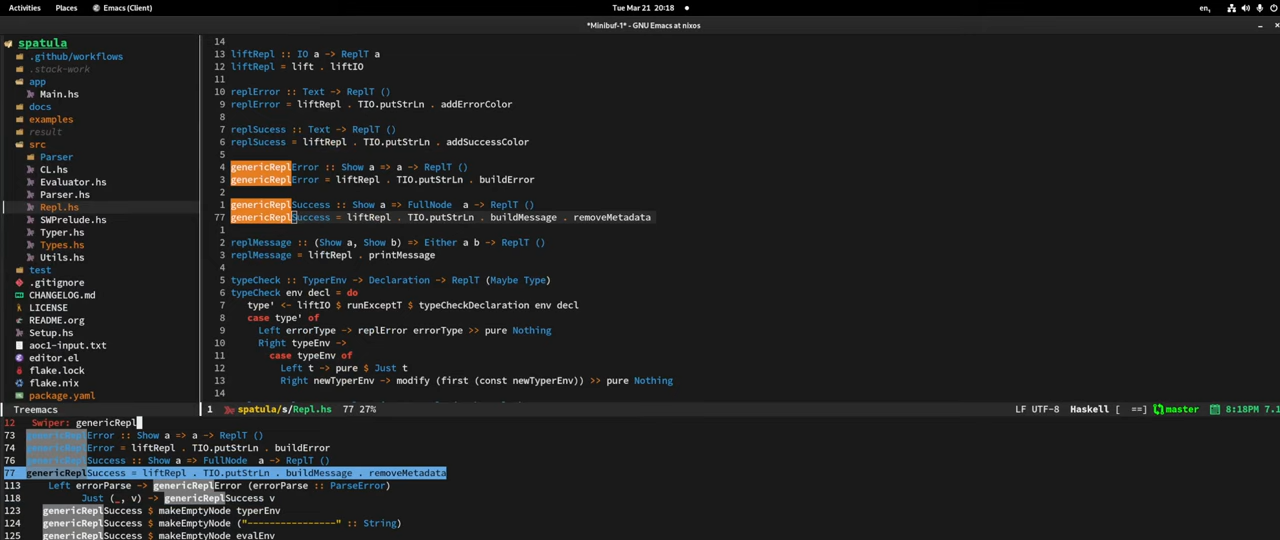 Activities Places Emacs (Client) Tue Mar 21 20:18 en,
*Minibuf-1* - GNU Emacs at nixos
spatula
.github/workflows
.stack-work
app
Main.hs
docs
examples
result
src
Parser
CL.hs
Evaluator.hs
Parser.hs
Repl.hs
SWPrelude.hs
Typer.hs
Types.hs
Utils.hs
test
.gitignore
CHANGELOG.md
LICENSE
README.org
Setup.hs
aoc1-input.txt
editor.el
flake.lock
flake.nix
package.yaml
Treemacs
14
13 liftRepl :: IO a -> ReplT a
12 liftRepl = lift . liftIO
11
10 replError :: Text -> ReplT ()
9 replError = liftRepl . TIO.putStrLn . addErrorColor
8
7 replSucess :: Text -> ReplT ()
6 replSucess = liftRepl . TIO.putStrLn . addSuccessColor
5
4 genericReplError :: Show a => a -> ReplT ()
3 genericReplError = liftRepl . TIO.putStrLn . buildError
2
1 genericReplSuccess :: Show a => FullNode  a -> ReplT ()
77 genericReplSuccess = liftRepl . TIO.putStrLn . buildMessage . removeMetadata
1
2 replMessage :: (Show a, Show b) => Either a b -> ReplT ()
3 replMessage = liftRepl . printMessage
4
5 typeCheck :: TyperEnv -> Declaration -> ReplT (Maybe Type)
6 typeCheck env decl = do
7 type' <- liftIO $ runExceptT $ typeCheckDeclaration env decl
8 case type' of
9 Left errorType -> replError errorType >> pure Nothing
10 Right typeEnv ->
11 case typeEnv of
12 Left t -> pure $ Just t
13 Right newTyperEnv -> modify (first (const newTyperEnv)) >> pure Nothing
1 spatula/s/Repl.hs 77 27% LF UTF-8 Haskell [ ==] master 8:18PM 7.1
12 Swiper: genericRepl
73 genericReplError :: Show a => a -> ReplT ()
74 genericReplError = liftRepl . TIO.putStrLn . buildError
76 genericReplSuccess :: Show a => FullNode  a -> ReplT ()
77 genericReplSuccess = liftRepl . TIO.putStrLn . buildMessage . removeMetadata
113 Left errorParse -> genericReplError (errorParse :: ParseError)
118 Just (_, v) -> genericReplSuccess v
123 genericReplSuccess $ makeEmptyNode typerEnv
124 genericReplSuccess $ makeEmptyNode ("----------------" :: String)
125 genericReplSuccess $ makeEmptyNode evalEnv